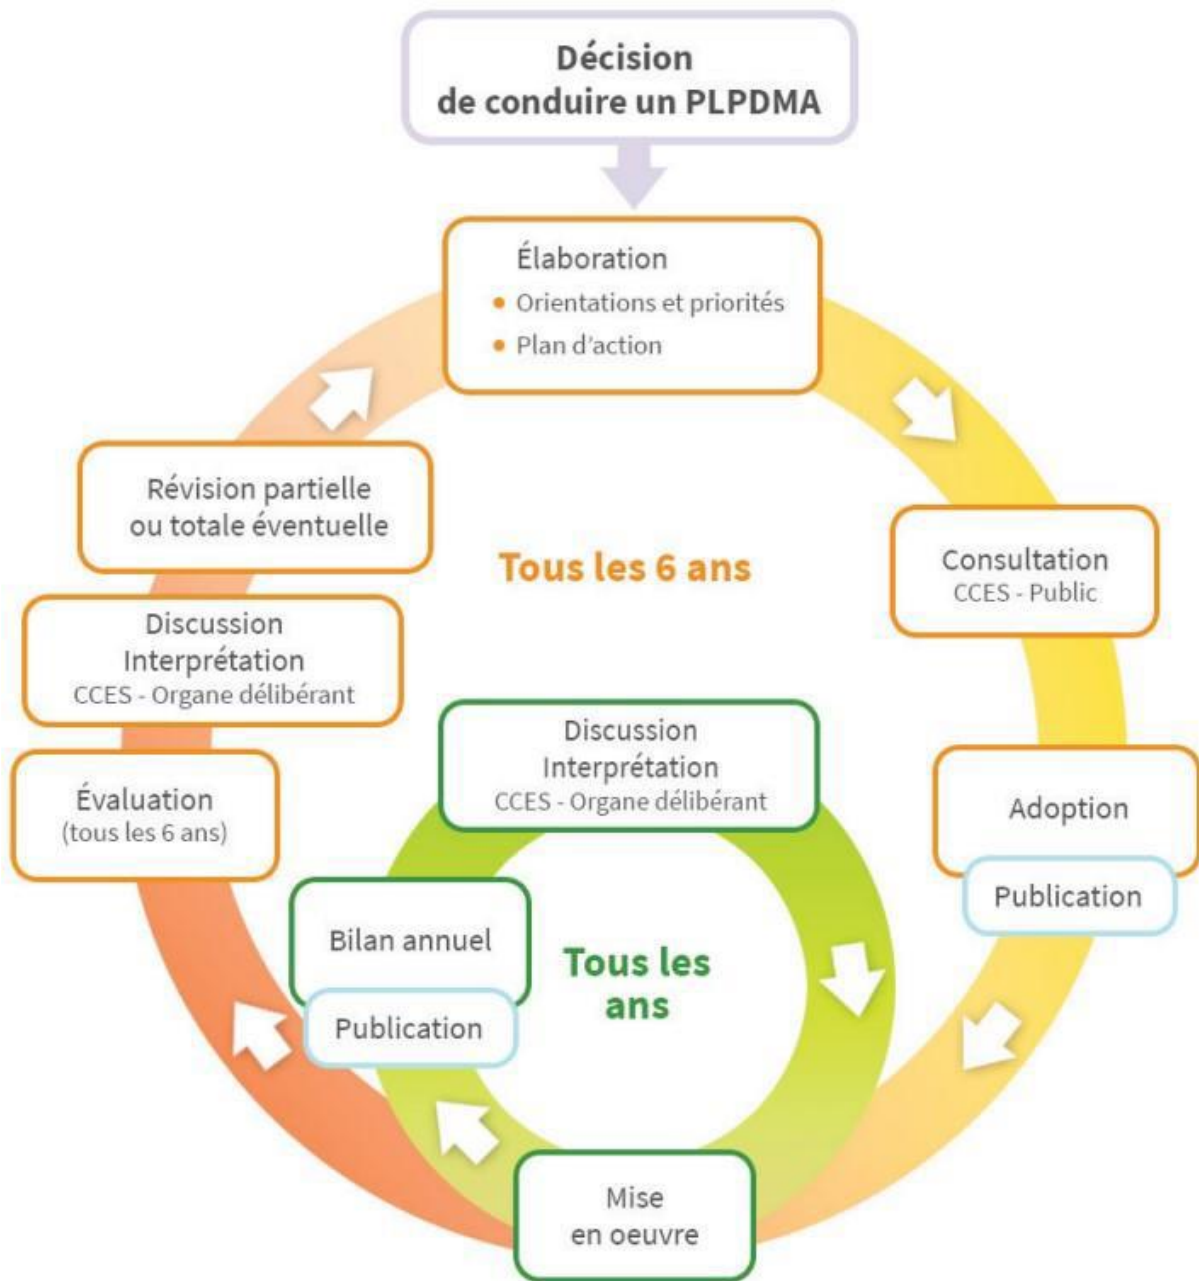 Décision
de conduire un PLPDMA
Élaboration
• Orientations et priorités
• Plan d'action
Consultation
CCES - Public
Adoption
Publication
Mise
en oeuvre
Évaluation
(tous les 6 ans)
Discussion
Interprétation
CCES - Organe délibérant
Révision partielle
ou totale éventuelle
Tous les 6 ans
Discussion
Interprétation
CCES - Organe délibérant
Bilan annuel
Publication
Tous les
ans